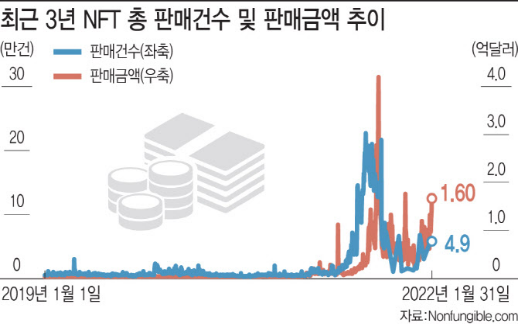 최근 3년 NFT 총 판매건수 및 판매금액 추이
(만건)
(억달러)
판매건수(좌축)
판매금액(우축)
30
4.0
3.0
20
2.0
10
1.60
1.0
4.9
0
0
2019년 1월 1일
2022년 1월 31일
자료:Nonfungible.com